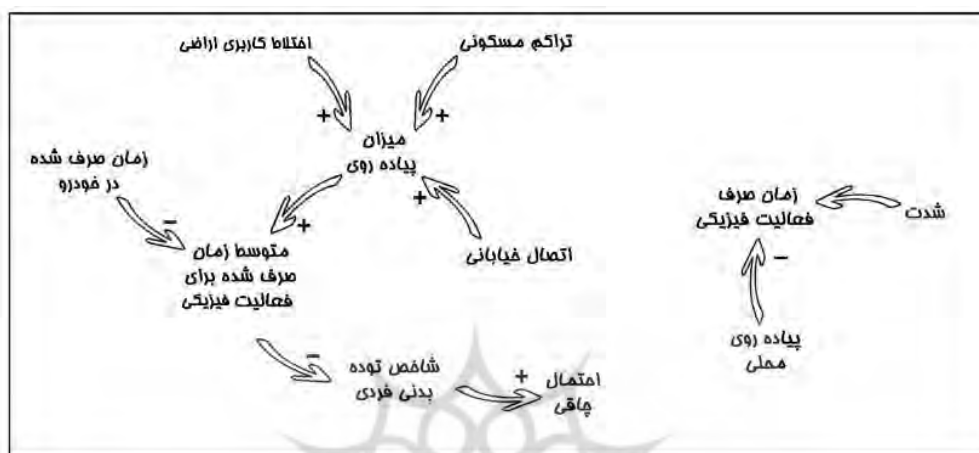 تراکم مسکونی
اختلاط کاربری اراضی
+
+
میزان
پیاده روی
زمان صرف شده
در خودرو
+
+
-
اتصال خیابانی
متوسط زمان
صرف شده برای
فعالیت فیزیکی
-
شاخص توده
بدنی فردی
+
احتمال
چاقی
زمان صرف
فعالیت فیزیکی
شدت
-
پیاده روی
محلی